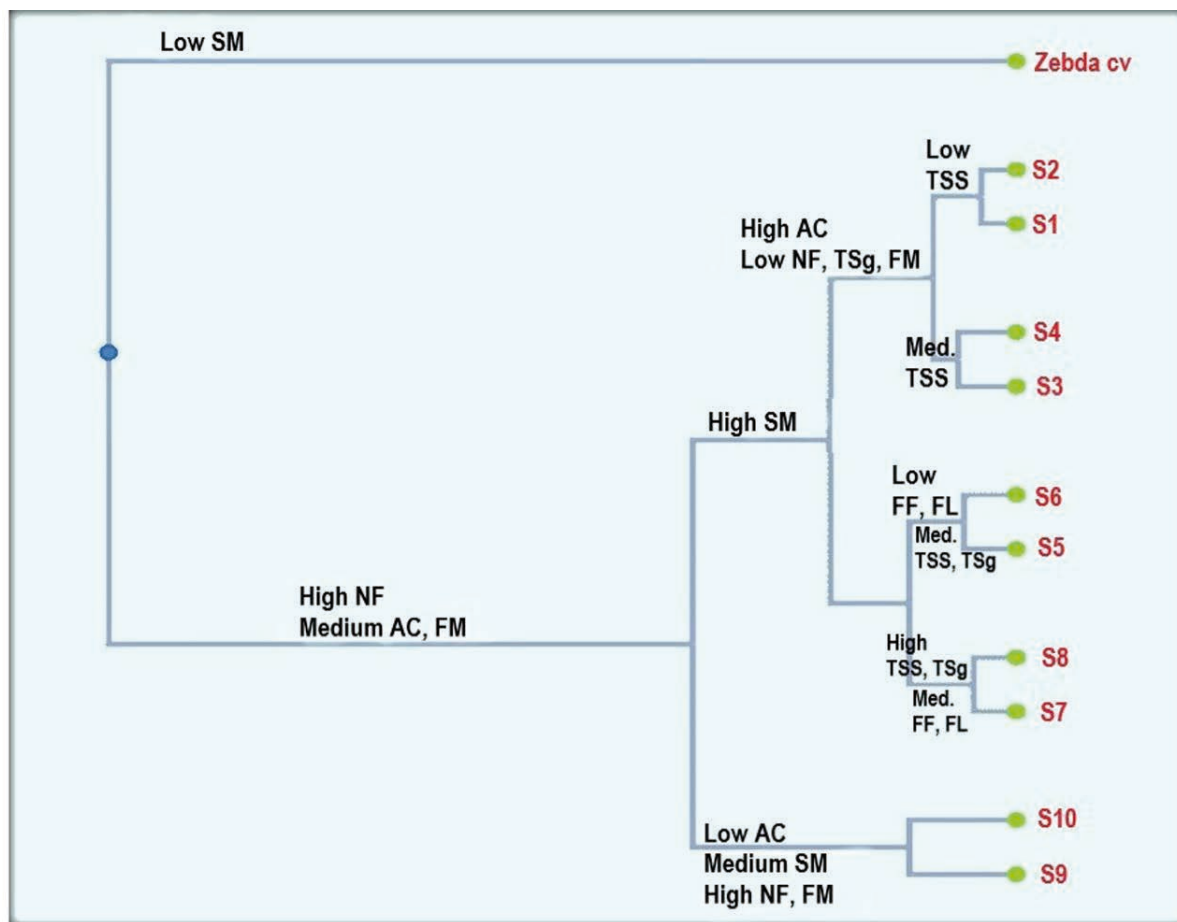 Low SM
Zebda cv
Low
TSS
S2
S1
High AC
Low NF, TSg, FM
Med.
TSS
S4
S3
High SM
Low
FF, FL
Med.
TSS, TSg
S6
S5
High NF
Medium AC, FM
High
TSS, TSg
Med.
FF, FL
S8
S7
Low AC
Medium SM
High NF, FM
S10
S9